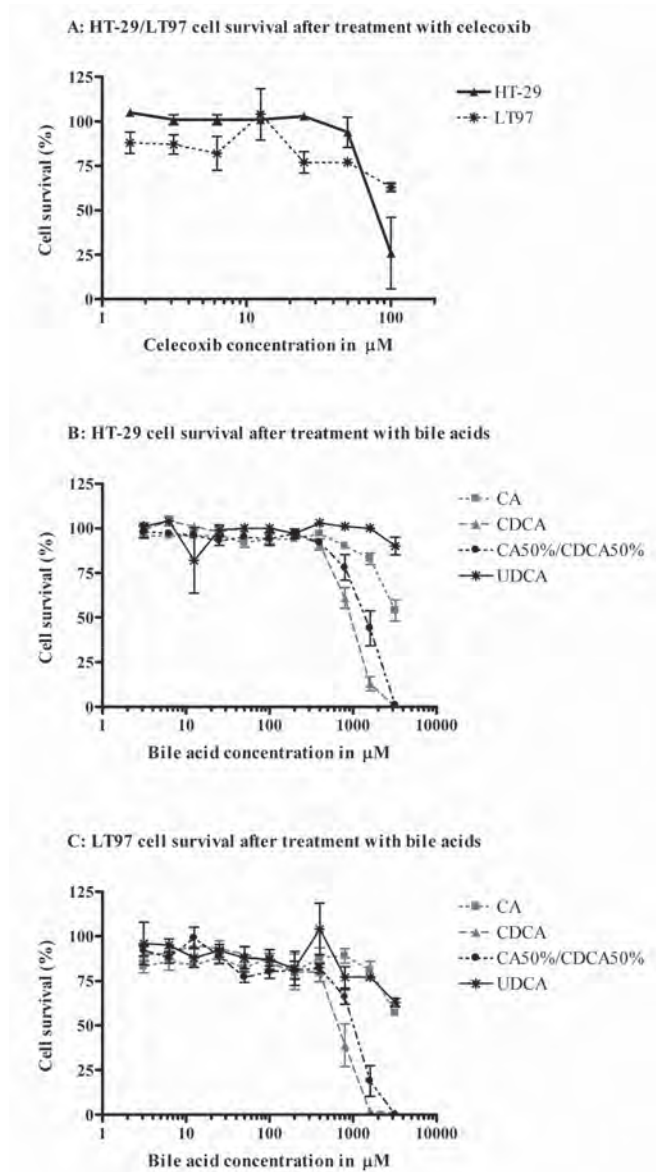 A: HT-29/LT97 cell survival after treatment with celecoxib
125
100
75
50
25
0
Cell survival (%)
1
10
100
Celecoxib concentration in μM
HT-29
LT97
B: HT-29 cell survival after treatment with bile acids
125
100
75
50
25
0
Cell survival (%)
1
10
100
1000
10000
Bile acid concentration in μM
CA
CDCA
CA50%/CDCA50%
UDCA
C: LT97 cell survival after treatment with bile acids
125
100
75
50
25
0
Cell survival (%)
1
10
100
1000
10000
Bile acid concentration in μM
CA
CDCA
CA50%/CDCA50%
UDCA